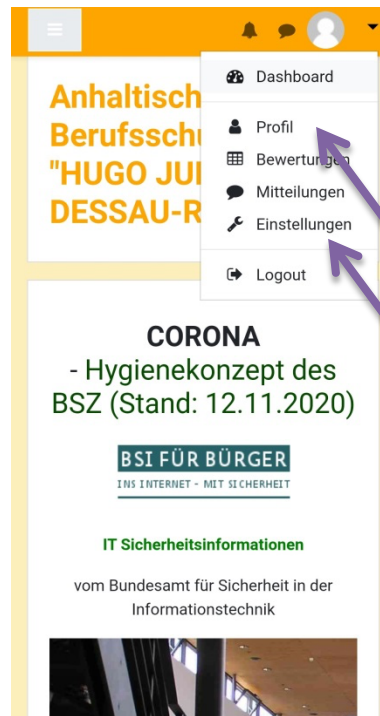 Dashboard
Profil
Bewertungen
Mitteilungen
Einstellungen
Logout
Anhaltisch
Berufssch
"HUGO JU
DESSAU-R
CORONA
- Hygienekonzept des
BSZ (Stand: 12.11.2020)
BSI FÜR BÜRGER
INS INTERNET - MIT SICHERHEIT
IT Sicherheitsinformationen
vom Bundesamt für Sicherheit in der
Informationstechnik